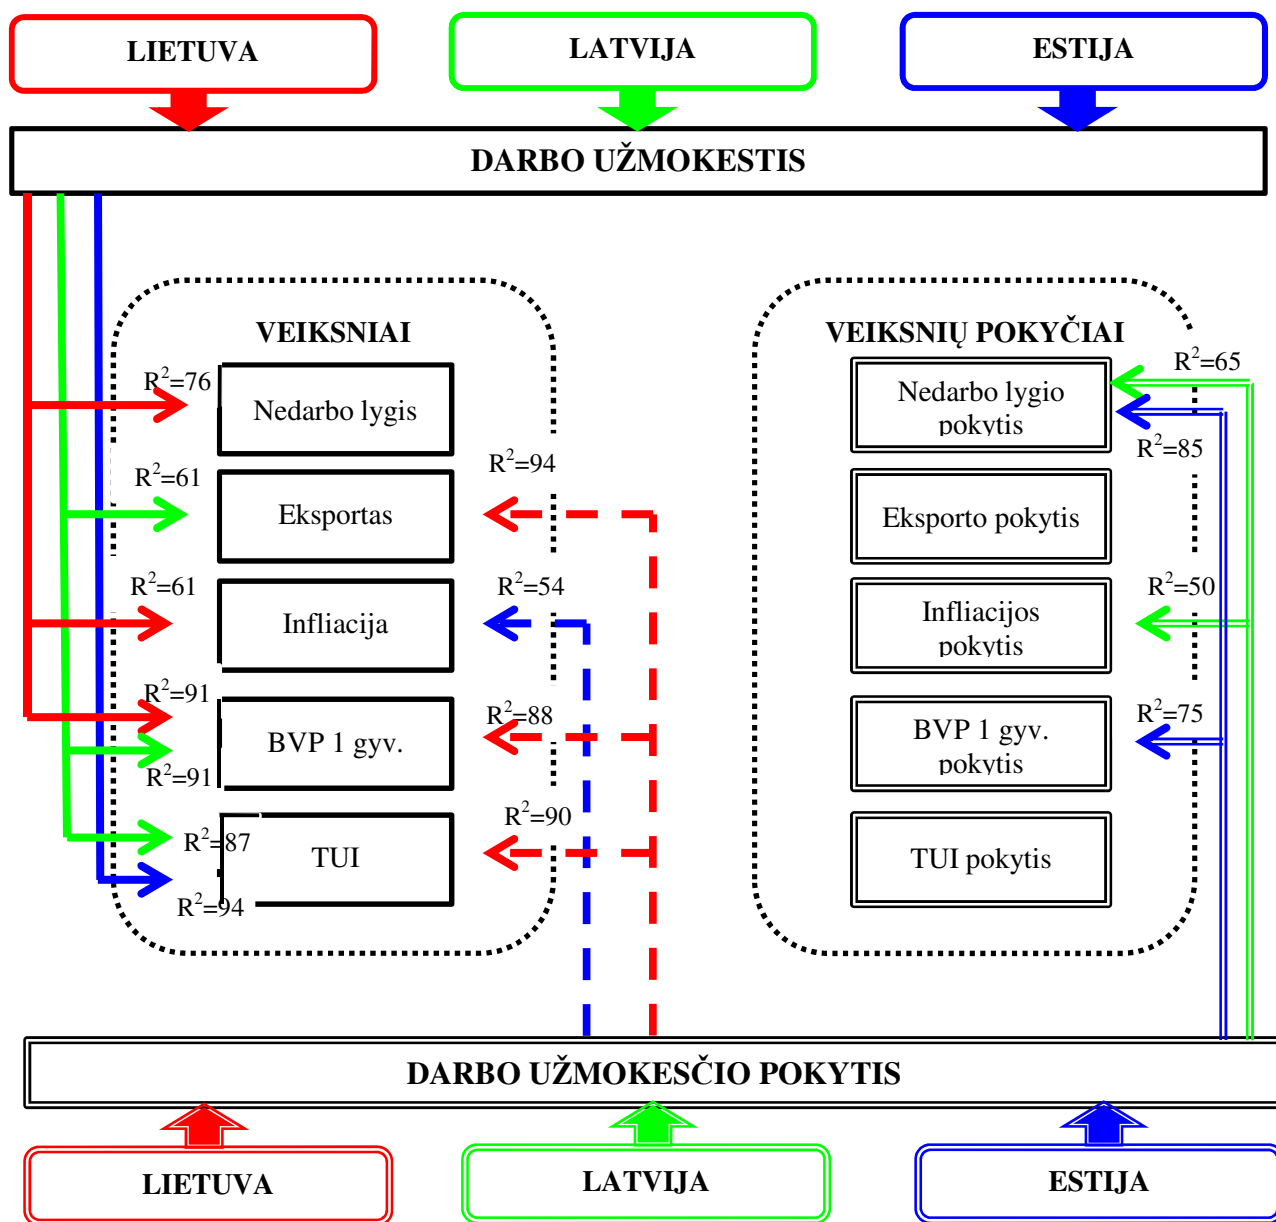 LIETUVA
LATVIJA
ESTIJA
DARBO UŽMOKESTIS
VEIKSNIAI
VEIKSNIŲ POKYČIAI
R²=76
Nedarbo lygis
Nedarbo lygio
pokytis
R²=65
R²=85
R²=61
Eksportas
R²=94
Eksporto pokytis
R²=61
Infliacija
R²=54
Infliacijos
pokytis
R²=50
R²=91
R²=91
BVP 1 gyv.
R²=88
BVP 1 gyv.
pokytis
R²=75
R²=87
R²=94
TUI
R²=90
TUI pokytis
DARBO UŽMOKESČIO POKYTIS
LIETUVA
LATVIJA
ESTIJA